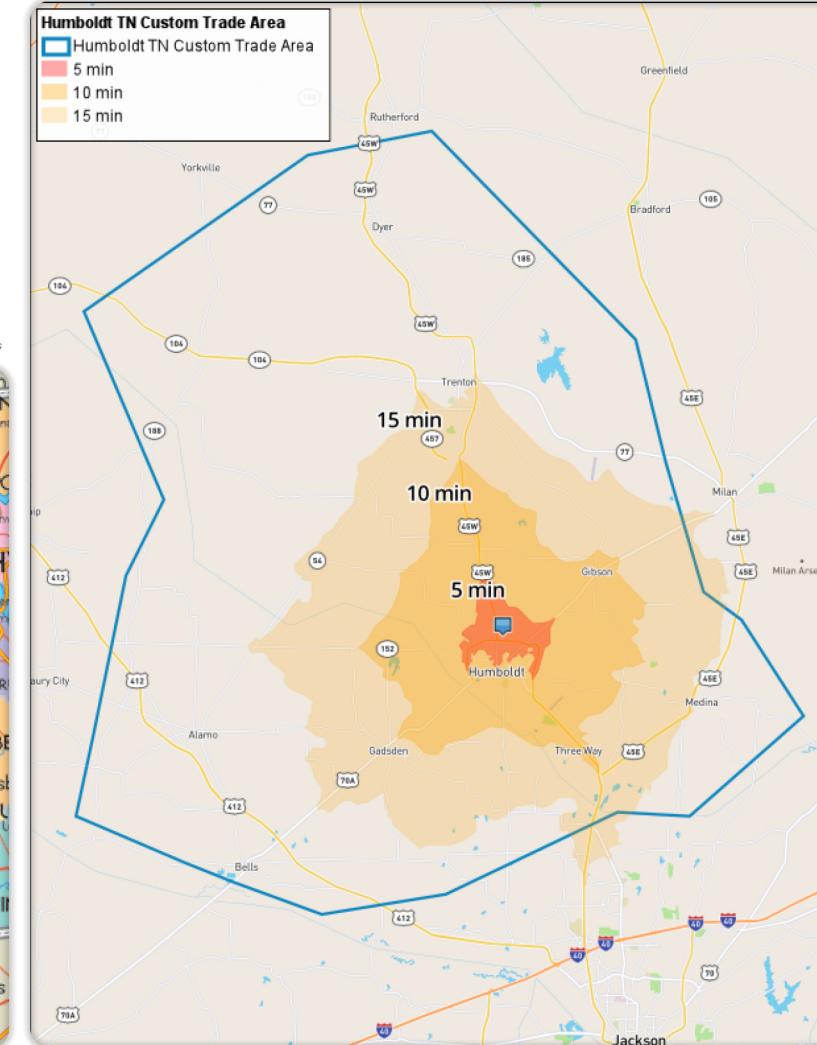 Humboldt TN Custom Trade Area
Humboldt TN Custom Trade Area
5 min
10 min
15 min
Greenfield
Rutherford
45W
Yorkville
45W
77
105
Bradford
Dyer
185
104
45W
104
104
Trenton
45E
15 min
188
457
77
10 min
Milan
45W
45E
54
45W
Gibson
45E
Milan Arse
412
5 min
152
Humboldt
412
aury City
45E
Medina
Alamo
Gadsden
Three Way
45E
70A
412
Bells
412
40
40
40
40
70
70A
40
Jackson